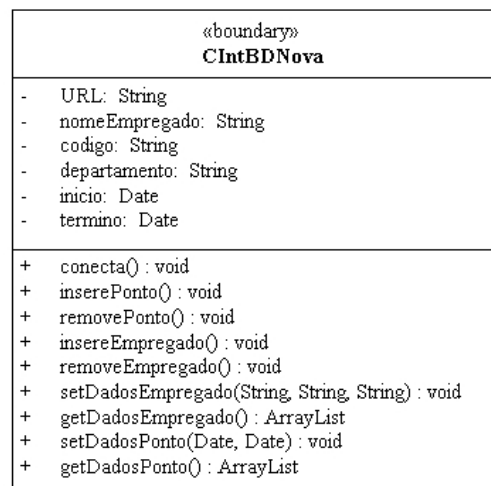 «boundary»
CIntBDNova
- URL: String
- nomeEmpregado: String
- codigo: String
- departamento: String
- inicio: Date
- termino: Date
+ conecta() : void
+ inserePonto() : void
+ removePonto() : void
+ insereEmpregado() : void
+ removeEmpregado() : void
+ setDadosEmpregado(String, String, String) : void
+ getDadosEmpregado() : ArrayList
+ setDadosPonto(Date, Date) : void
+ getDadosPonto() : ArrayList